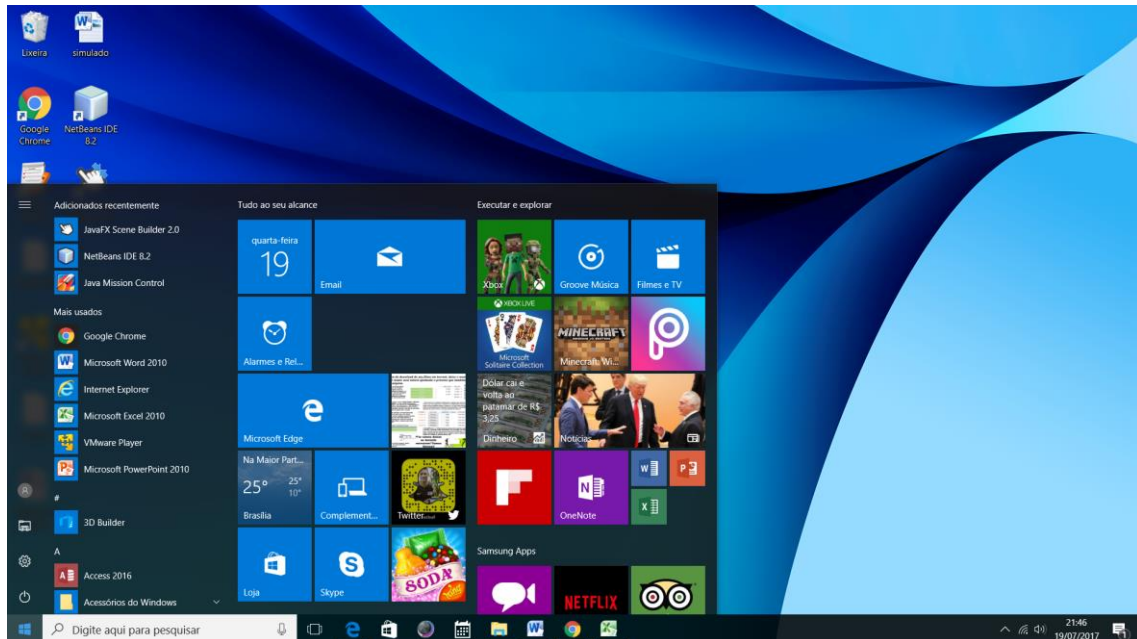 Lixeira
simulado
Google
Chrome
NetBeans IDE
8.2
Adicionados recentemente
JavaFX Scene Builder 2.0
NetBeans IDE 8.2
Java Mission Control
Mais usados
Google Chrome
Microsoft Word 2010
Internet Explorer
Microsoft Excel 2010
VMware Player
Microsoft PowerPoint 2010
#
3D Builder
A
Access 2016
Acessórios do Windows
Tudo ao seu alcance
quarta-feira
19
Email
Alarmes e Rel...
Microsoft Edge
Na Maior Part...
25°
25°
10°
Brasília
Complement...
Twitter
Loja
Skype
SODA
Executar e explorar
Xbox
Groove Música
Filmes e TV
XBOX LIVE
Microsoft
Solitaire Collection
MINECRAFT
Minecraft: Wi...
Dólar cai e
volta ao
patamar de R$
3,25
Dinheiro
Notícias
OneNote
Samsung Apps
NETFLIX
Digite aqui para pesquisar
21:46
19/07/2017